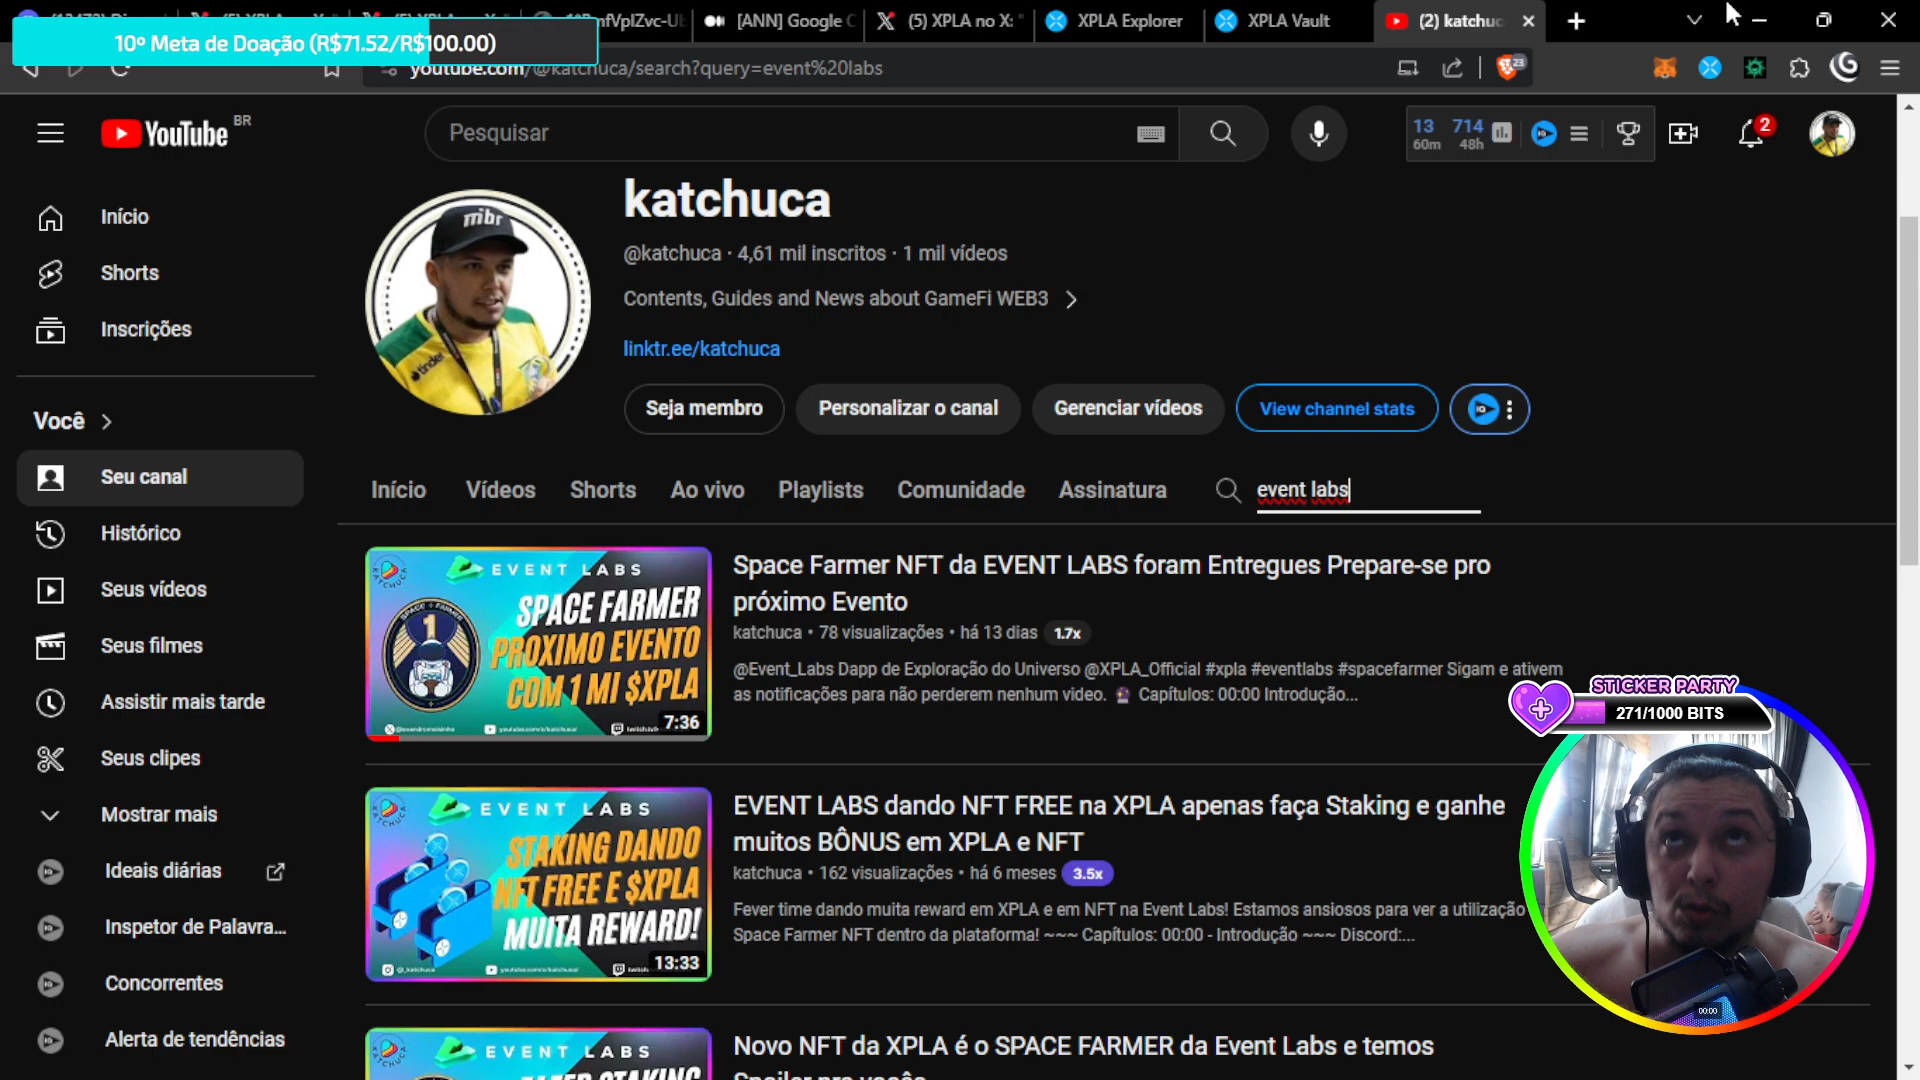 [ANN] Google C
(5) XPLA no X: "
XPLA Explorer
XPLA Vault
(2) katchuc
10º Meta de Doação (R$71.52/R$100.00)
youtube.com/@katchuca/search?query=event%20labs
23
YouTube
BR
Pesquisar
13
60m
714
48h
2
Início
Shorts
Inscrições
Você
Seu canal
Histórico
Seus vídeos
Seus filmes
Assistir mais tarde
Seus clipes
Mostrar mais
Ideais diárias
Inspetor de Palavra...
Concorrentes
Alerta de tendências
mibr
tinder
katchuca
@katchuca · 4,61 mil inscritos · 1 mil vídeos
Contents, Guides and News about GameFi WEB3
linktr.ee/katchuca
Seja membro
Personalizar o canal
Gerenciar vídeos
View channel stats
Início
Vídeos
Shorts
Ao vivo
Playlists
Comunidade
Assinatura
event labs
KATCHUCA
EVENT LABS
SPACE FARMER
1
SPACE FARMER
PROXIMO EVENTO
COM 1 MI $XPLA
7:36
Space Farmer NFT da EVENT LABS foram Entregues Prepare-se pro
próximo Evento
katchuca • 78 visualizações • há 13 dias 1.7x
@Event_Labs Dapp de Exploração do Universo @XPLA_Official #xpla #eventlabs #spacefarmer Sigam e ativem
as notificações para não perderem nenhum video. 🔮 Capítulos: 00:00 Introdução...
KATCHUCA
EVENT LABS
STAKING DANDO
NFT FREE E $XPLA
MUITA REWARD!
13:33
EVENT LABS dando NFT FREE na XPLA apenas faça Staking e ganhe
muitos BÔNUS em XPLA e NFT
katchuca • 162 visualizações • há 6 meses 3.5x
Fever time dando muita reward em XPLA e em NFT na Event Labs! Estamos ansiosos para ver a utilização
Space Farmer NFT dentro da plataforma! ~~~ Capítulos: 00:00 - Introdução ~~~ Discord:...
KATCHUCA
EVENT LABS
Novo NFT da XPLA é o SPACE FARMER da Event Labs e temos
STICKER PARTY
271/1000 BITS
00:00